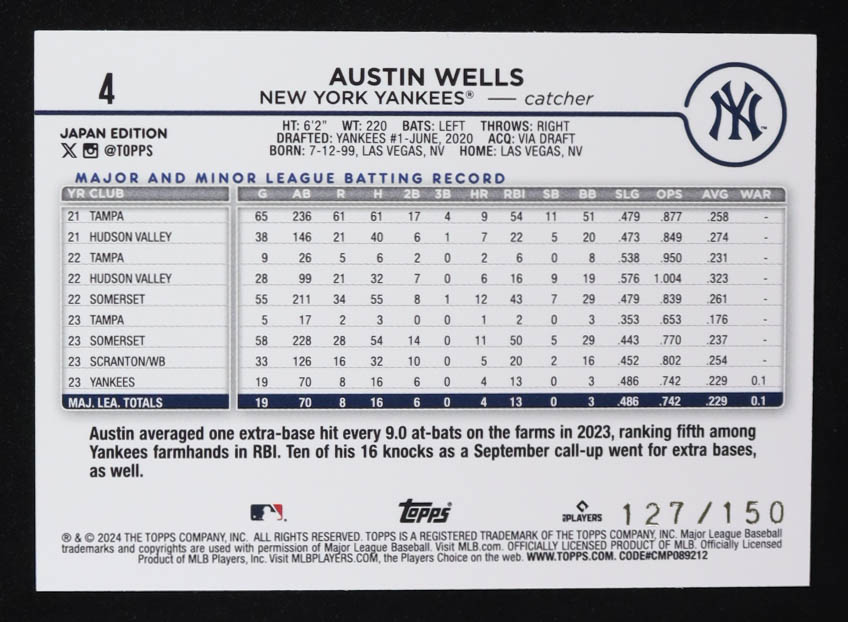 4
AUSTIN WELLS
NEW YORK YANKEES® — catcher
NY
JAPAN EDITION
@TOPPS
HT: 6'2" WT: 220 BATS: LEFT THROWS: RIGHT
DRAFTED: YANKEES #1-JUNE, 2020 ACQ: VIA DRAFT
BORN: 7-12-99, LAS VEGAS, NV HOME: LAS VEGAS, NV
MAJOR AND MINOR LEAGUE BATTING RECORD
YR CLUB G AB R H 2B 3B HR RBI SB BB SLG OPS AVG WAR
21 TAMPA 65 236 61 61 17 4 9 54 11 51 .479 .877 .258 -
21 HUDSON VALLEY 38 146 21 40 6 1 7 22 5 20 .473 .849 .274 -
22 TAMPA 9 26 5 6 2 0 2 6 0 8 .538 .950 .231 -
22 HUDSON VALLEY 28 99 21 32 7 0 6 16 9 19 .576 1.004 .323 -
22 SOMERSET 55 211 34 55 8 1 12 43 7 29 .479 .839 .261 -
23 TAMPA 5 17 2 3 0 0 1 2 0 3 .353 .653 .176 -
23 SOMERSET 58 228 28 54 14 0 11 50 5 29 .443 .770 .237 -
23 SCRANTON/WB 33 126 16 32 10 0 5 20 2 16 .452 .802 .254 -
23 YANKEES 19 70 8 16 6 0 4 13 0 3 .486 .742 .229 0.1
MAJ. LEA. TOTALS 19 70 8 16 6 0 4 13 0 3 .486 .742 .229 0.1
Austin averaged one extra-base hit every 9.0 at-bats on the farms in 2023, ranking fifth among
Yankees farmhands in RBI. Ten of his 16 knocks as a September call-up went for extra bases,
as well.
Topps
PLAYERS
127/150
® & © 2024 THE TOPPS COMPANY, INC. ALL RIGHTS RESERVED. TOPPS IS A REGISTERED TRADEMARK OF THE TOPPS COMPANY, INC. Major League Baseball
trademarks and copyrights are used with permission of Major League Baseball. Visit MLB.com. OFFICIALLY LICENSED PRODUCT OF MLB. Officially Licensed
Product of MLB Players, Inc. Visit MLBPLAYERS.COM, the Players Choice on the web. WWW.TOPPS.COM. CODE#CMP089212